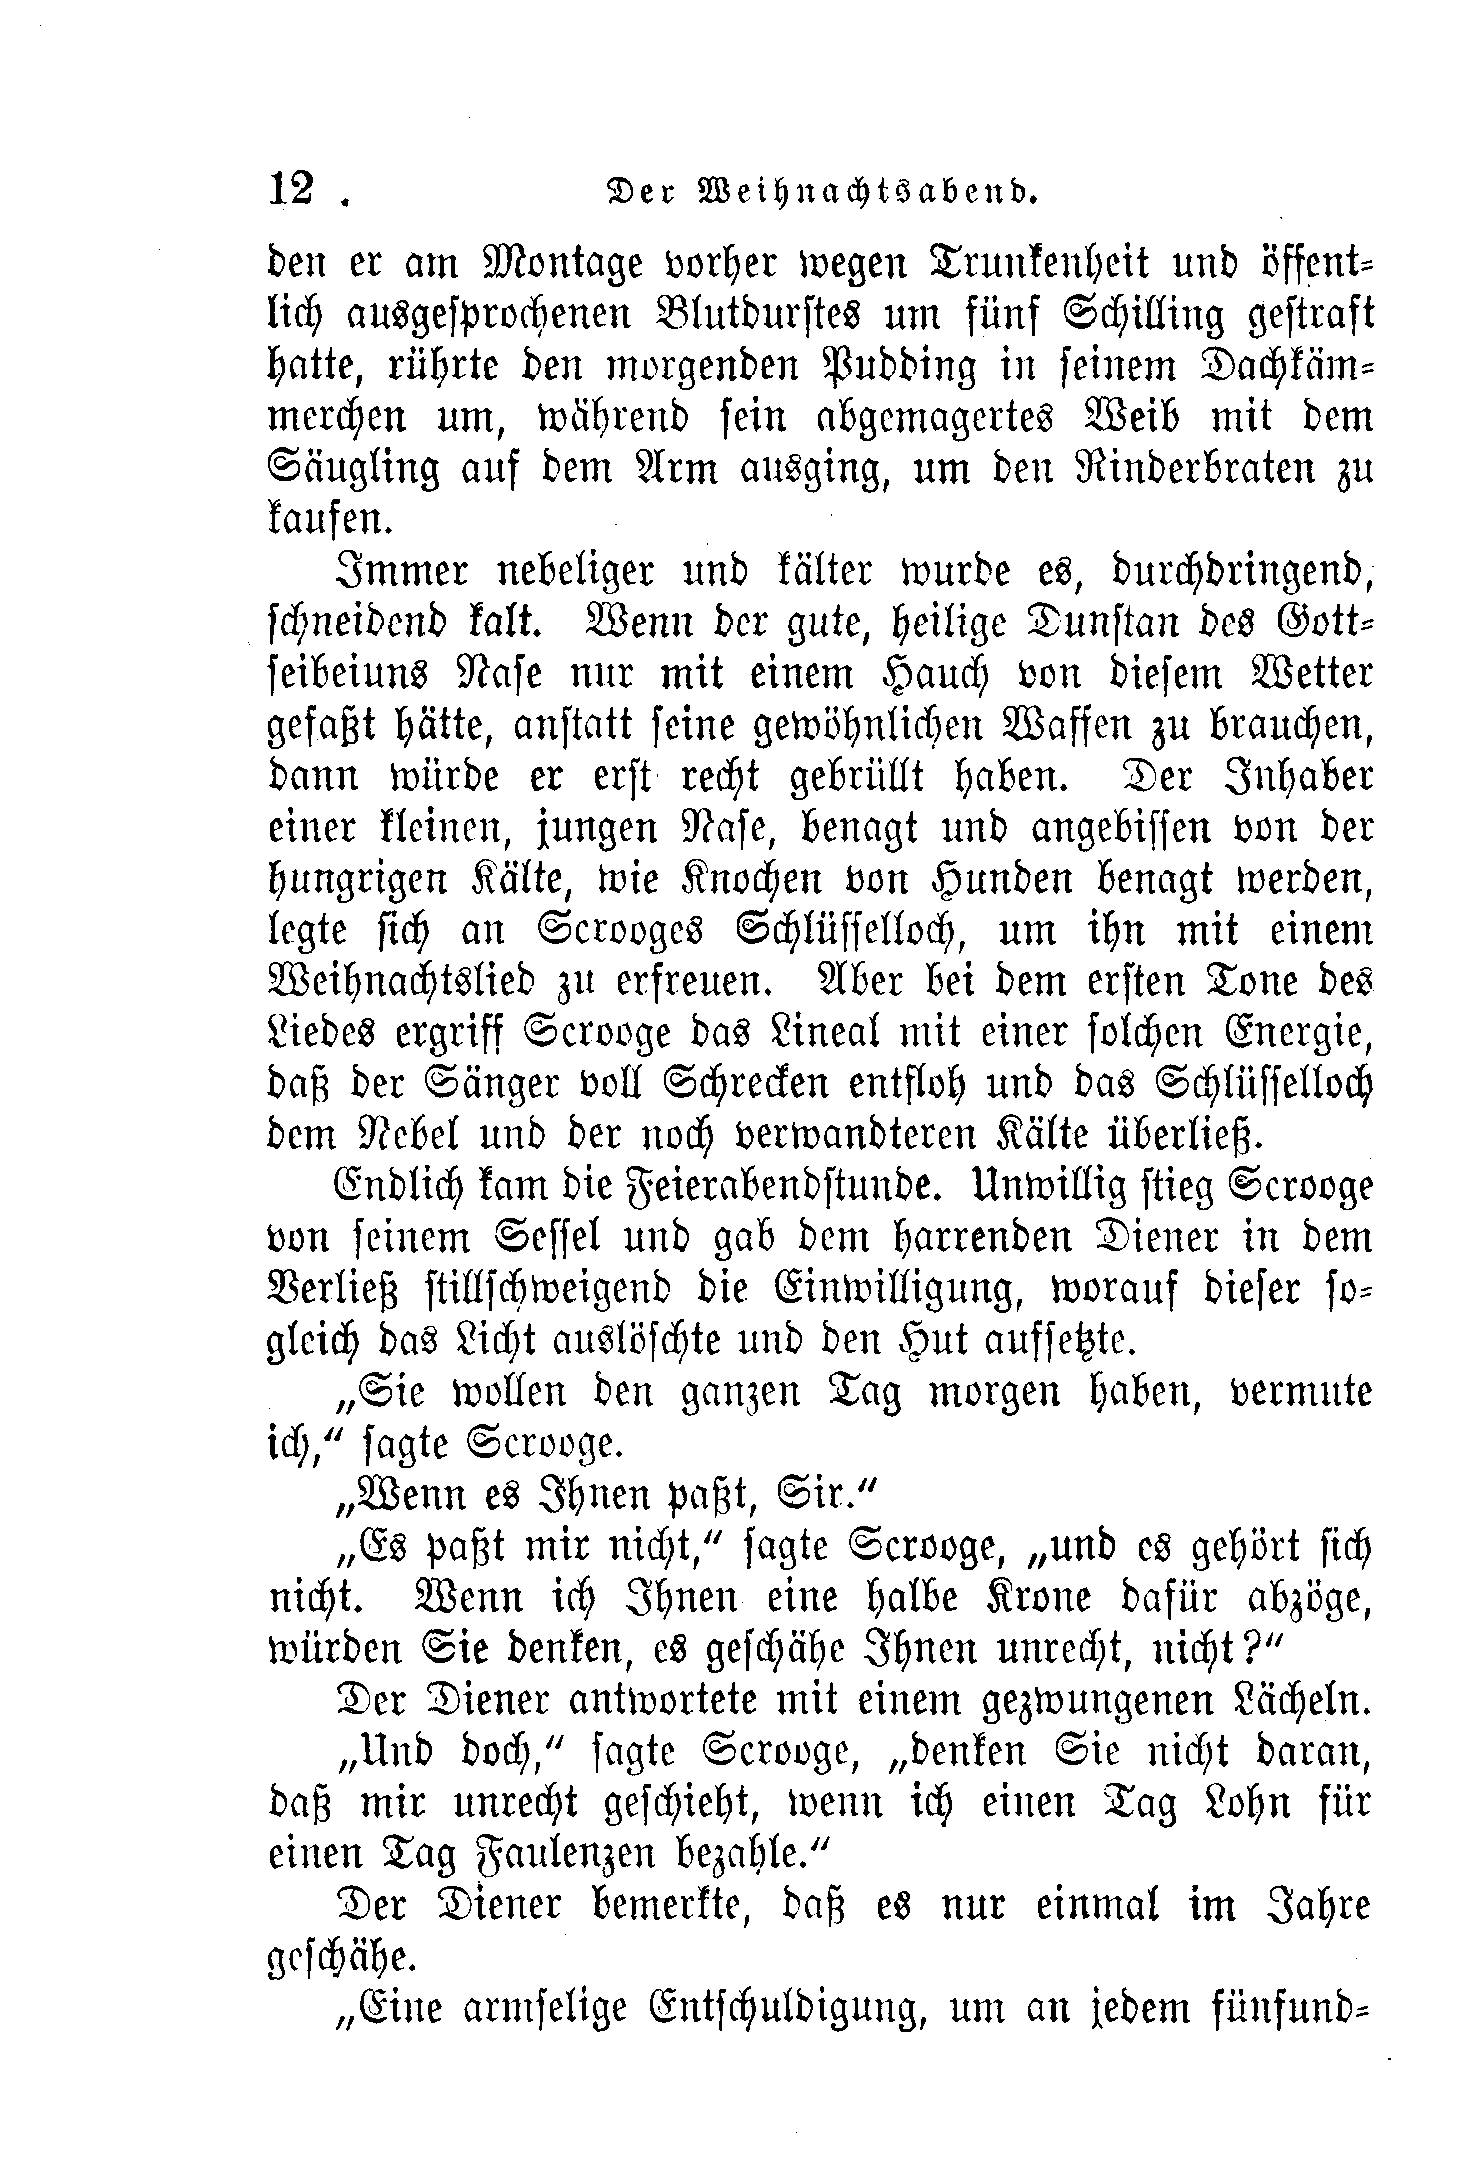 12 . Der Weihnachtsabend.
den er am Montage vorher wegen Trunkenheit und öffent-
lich ausgesprochenen Blutdurstes um fünf Schilling gestraft
hatte, rührte den morgenden Pudding in seinem Dachkäm-
merchen um, während sein abgemagertes Weib mit dem
Säugling auf dem Arm ausging, um den Rinderbraten zu
kaufen.
Immer nebeliger und kälter wurde es, durchdringend,
schneidend kalt. Wenn der gute, heilige Dunstan des Gott-
seibeiuns Nase nur mit einem Hauch von diesem Wetter
gefaßt hätte, anstatt seine gewöhnlichen Waffen zu brauchen,
dann würde er erst recht gebrüllt haben. Der Inhaber
einer kleinen, jungen Nase, benagt und angebissen von der
hungrigen Kälte, wie Knochen von Hunden benagt werden,
legte sich an Scrooges Schlüsselloch, um ihn mit einem
Weihnachtslied zu erfreuen. Aber bei dem ersten Tone des
Liedes ergriff Scrooge das Lineal mit einer solchen Energie,
daß der Sänger voll Schrecken entfloh und das Schlüsselloch
dem Nebel und der noch verwandteren Kälte überließ.
Endlich kam die Feierabendstunde. Unwillig stieg Scrooge
von seinem Sessel und gab dem harrenden Diener in dem
Verließ stillschweigend die Einwilligung, worauf dieser so-
gleich das Licht auslöschte und den Hut aufsetzte.
„Sie wollen den ganzen Tag morgen haben, vermute
ich,“ sagte Scrooge.
„Wenn es Ihnen paßt, Sir.“
„Es paßt mir nicht,“ sagte Scrooge, „und es gehört sich
nicht. Wenn ich Ihnen eine halbe Krone dafür abzöge,
würden Sie denken, es geschähe Ihnen unrecht, nicht?“
Der Diener antwortete mit einem gezwungenen Lächeln.
„Und doch,“ sagte Scrooge, „denken Sie nicht daran,
daß mir unrecht geschieht, wenn ich einen Tag Lohn für
einen Tag Faulenzen bezahle.“
Der Diener bemerkte, daß es nur einmal im Jahre
geschähe.
„Eine armselige Entschuldigung, um an jedem fünfund-